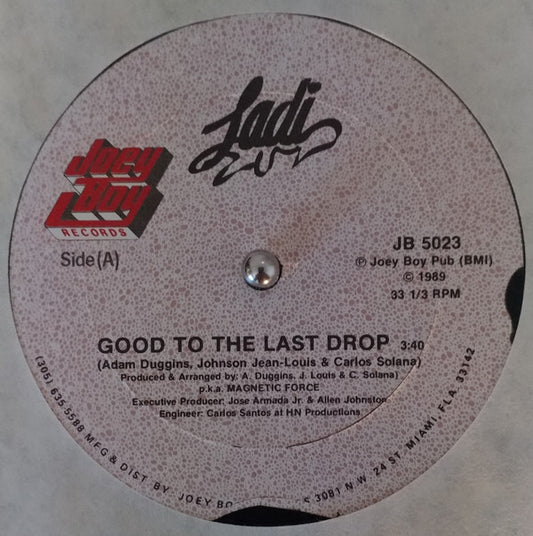 Ladi
Joey
Boy
RECORDS
Side (A)
JB 5023
℗ Joey Boy Pub (BMI)
© 1989
33 1/3 RPM
GOOD TO THE LAST DROP 3:40
(Adam Duggins, Johnson Jean-Louis & Carlos Solana)
Produced & Arranged by: A. Duggins, J. Louis & C. Solana)
p.k.a. MAGNETIC FORCE
Executive Producer: Jose Armada Jr. & Allen Johnston
Engineer: Carlos Santos at HN Productions
(305) 635 5588 MFG & DIST BY JOEY 3081 N.W. 24 ST. MIAMI, FLA. 33142